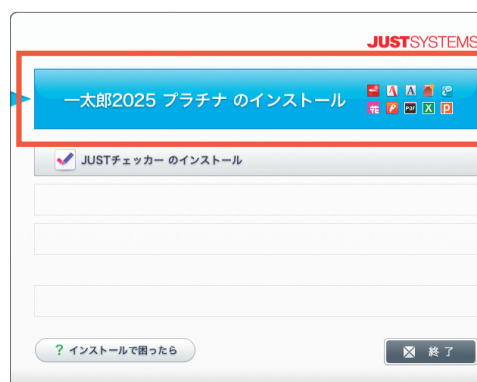 JUSTSYSTEMS
一太郎2025 プラチナ のインストール
JUSTチェッカー のインストール
? インストールで困ったら
終了